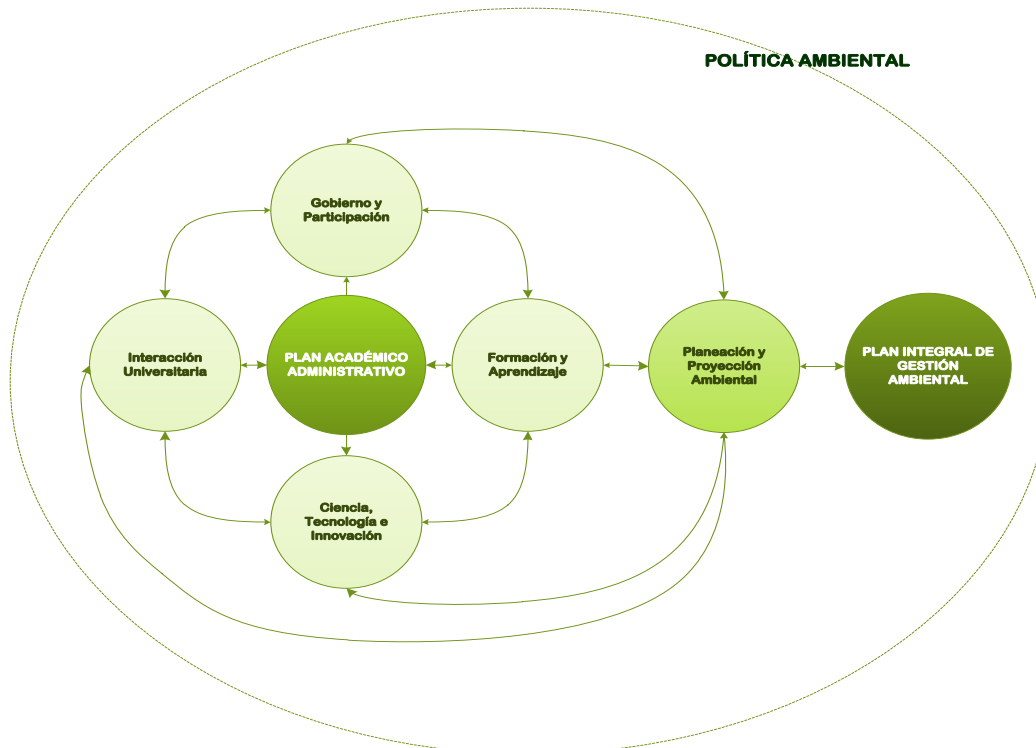 POLÍTICA AMBIENTAL
Gobierno y
Participación
Interacción
Universitaria
PLAN ACADÉMICO
ADMINISTRATIVO
Formación y
Aprendizaje
Planeación y
Proyección
Ambiental
PLAN INTEGRAL DE
GESTIÓN
AMBIENTAL
Ciencia,
Tecnología e
Innovación